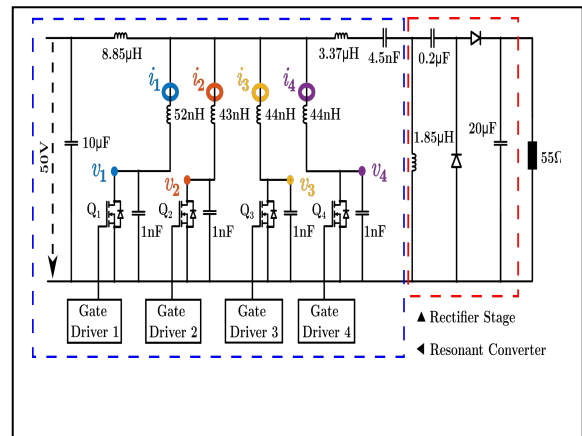 8.85µH
3.37µH
4.5nF
0.2µF
i1
i2
i3
i4
52nH
43nH
44nH
44nH
50V
10µF
1.85µH
20µF
55Ω
v1
v2
v3
v4
Q1
Q2
Q3
Q4
1nF
1nF
1nF
1nF
Gate
Driver 1
Gate
Driver 2
Gate
Driver 3
Gate
Driver 4
▲ Rectifier Stage
◀ Resonant Converter